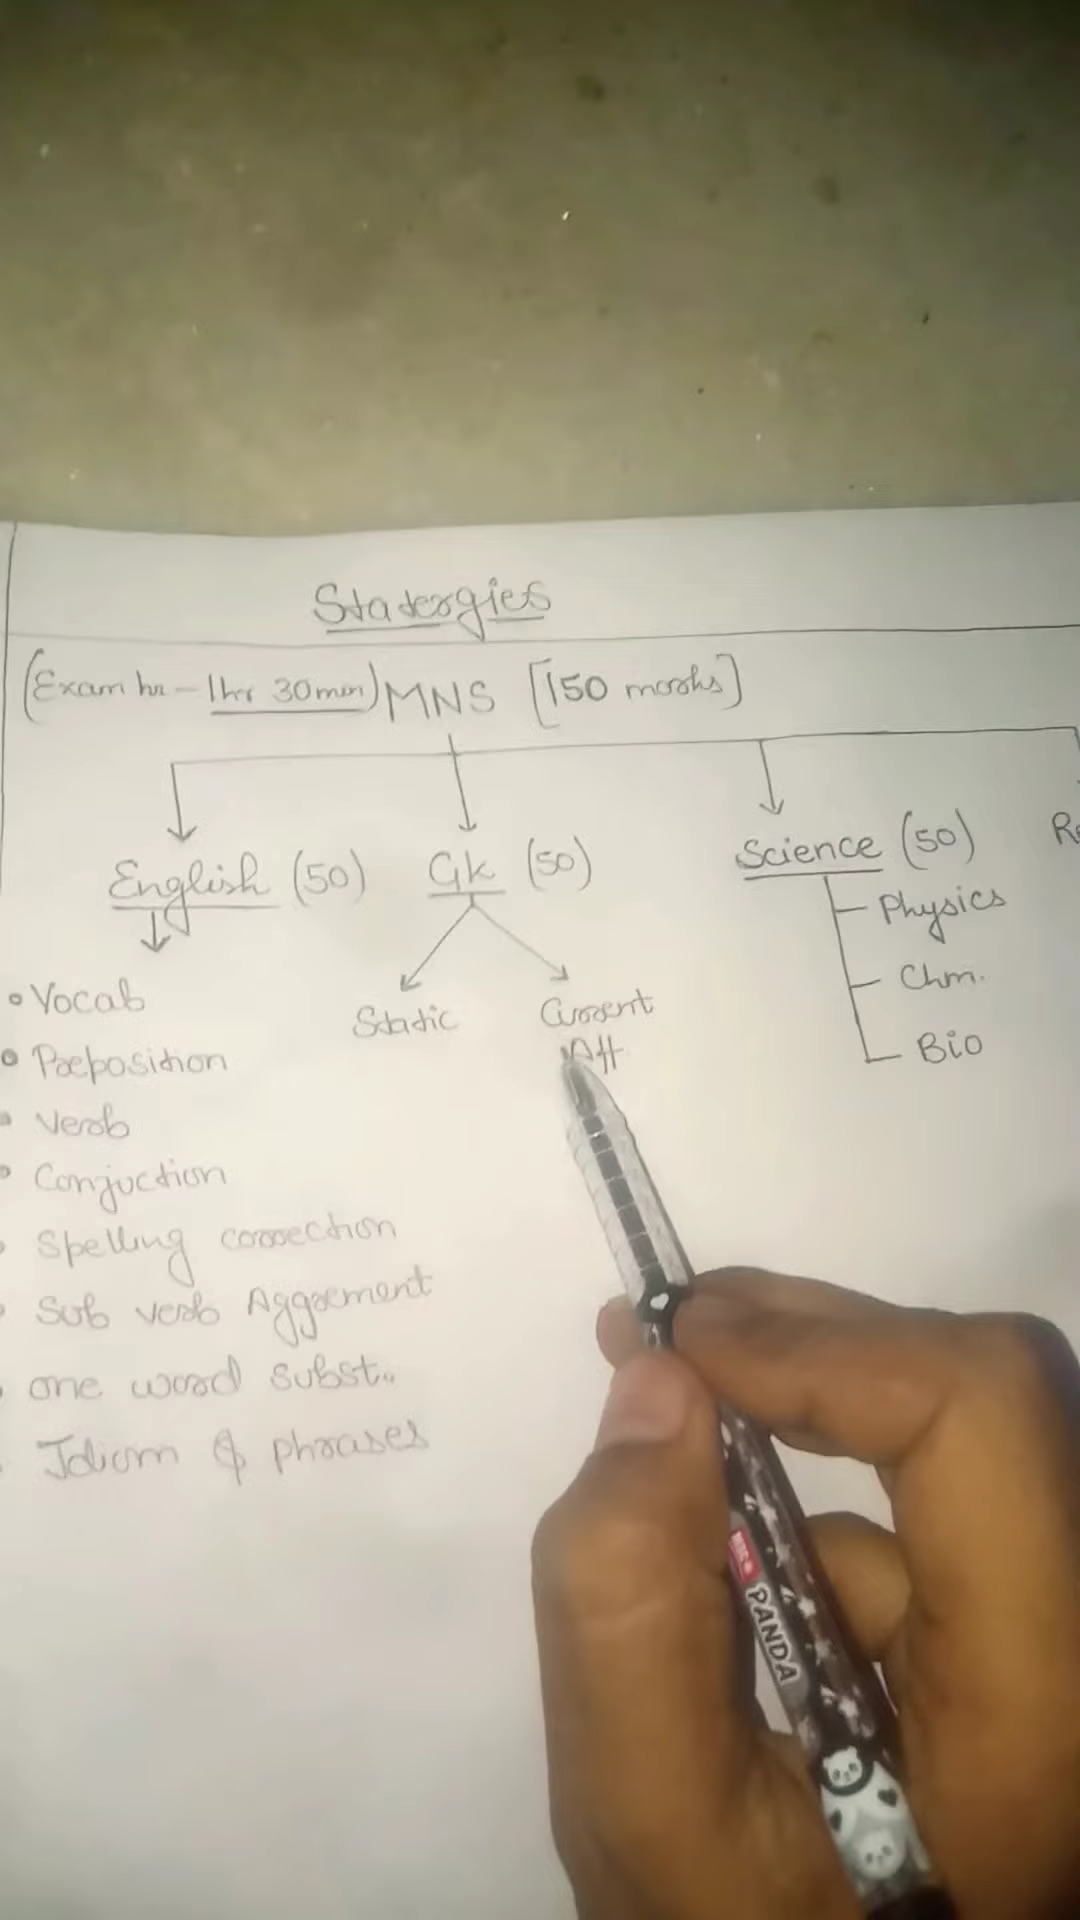 Statergies
(Exam hr - 1hr 30min) MNS [150 marks]
English (50)
Gk (50)
Science (50)
Re
Physics
Chm.
Bio
Static
Current
Aff
Vocab
Preposition
Verb
Conjuction
Spelling correction
Sub verb Aggrement
one word subst..
Idiom & phrases
PANDA